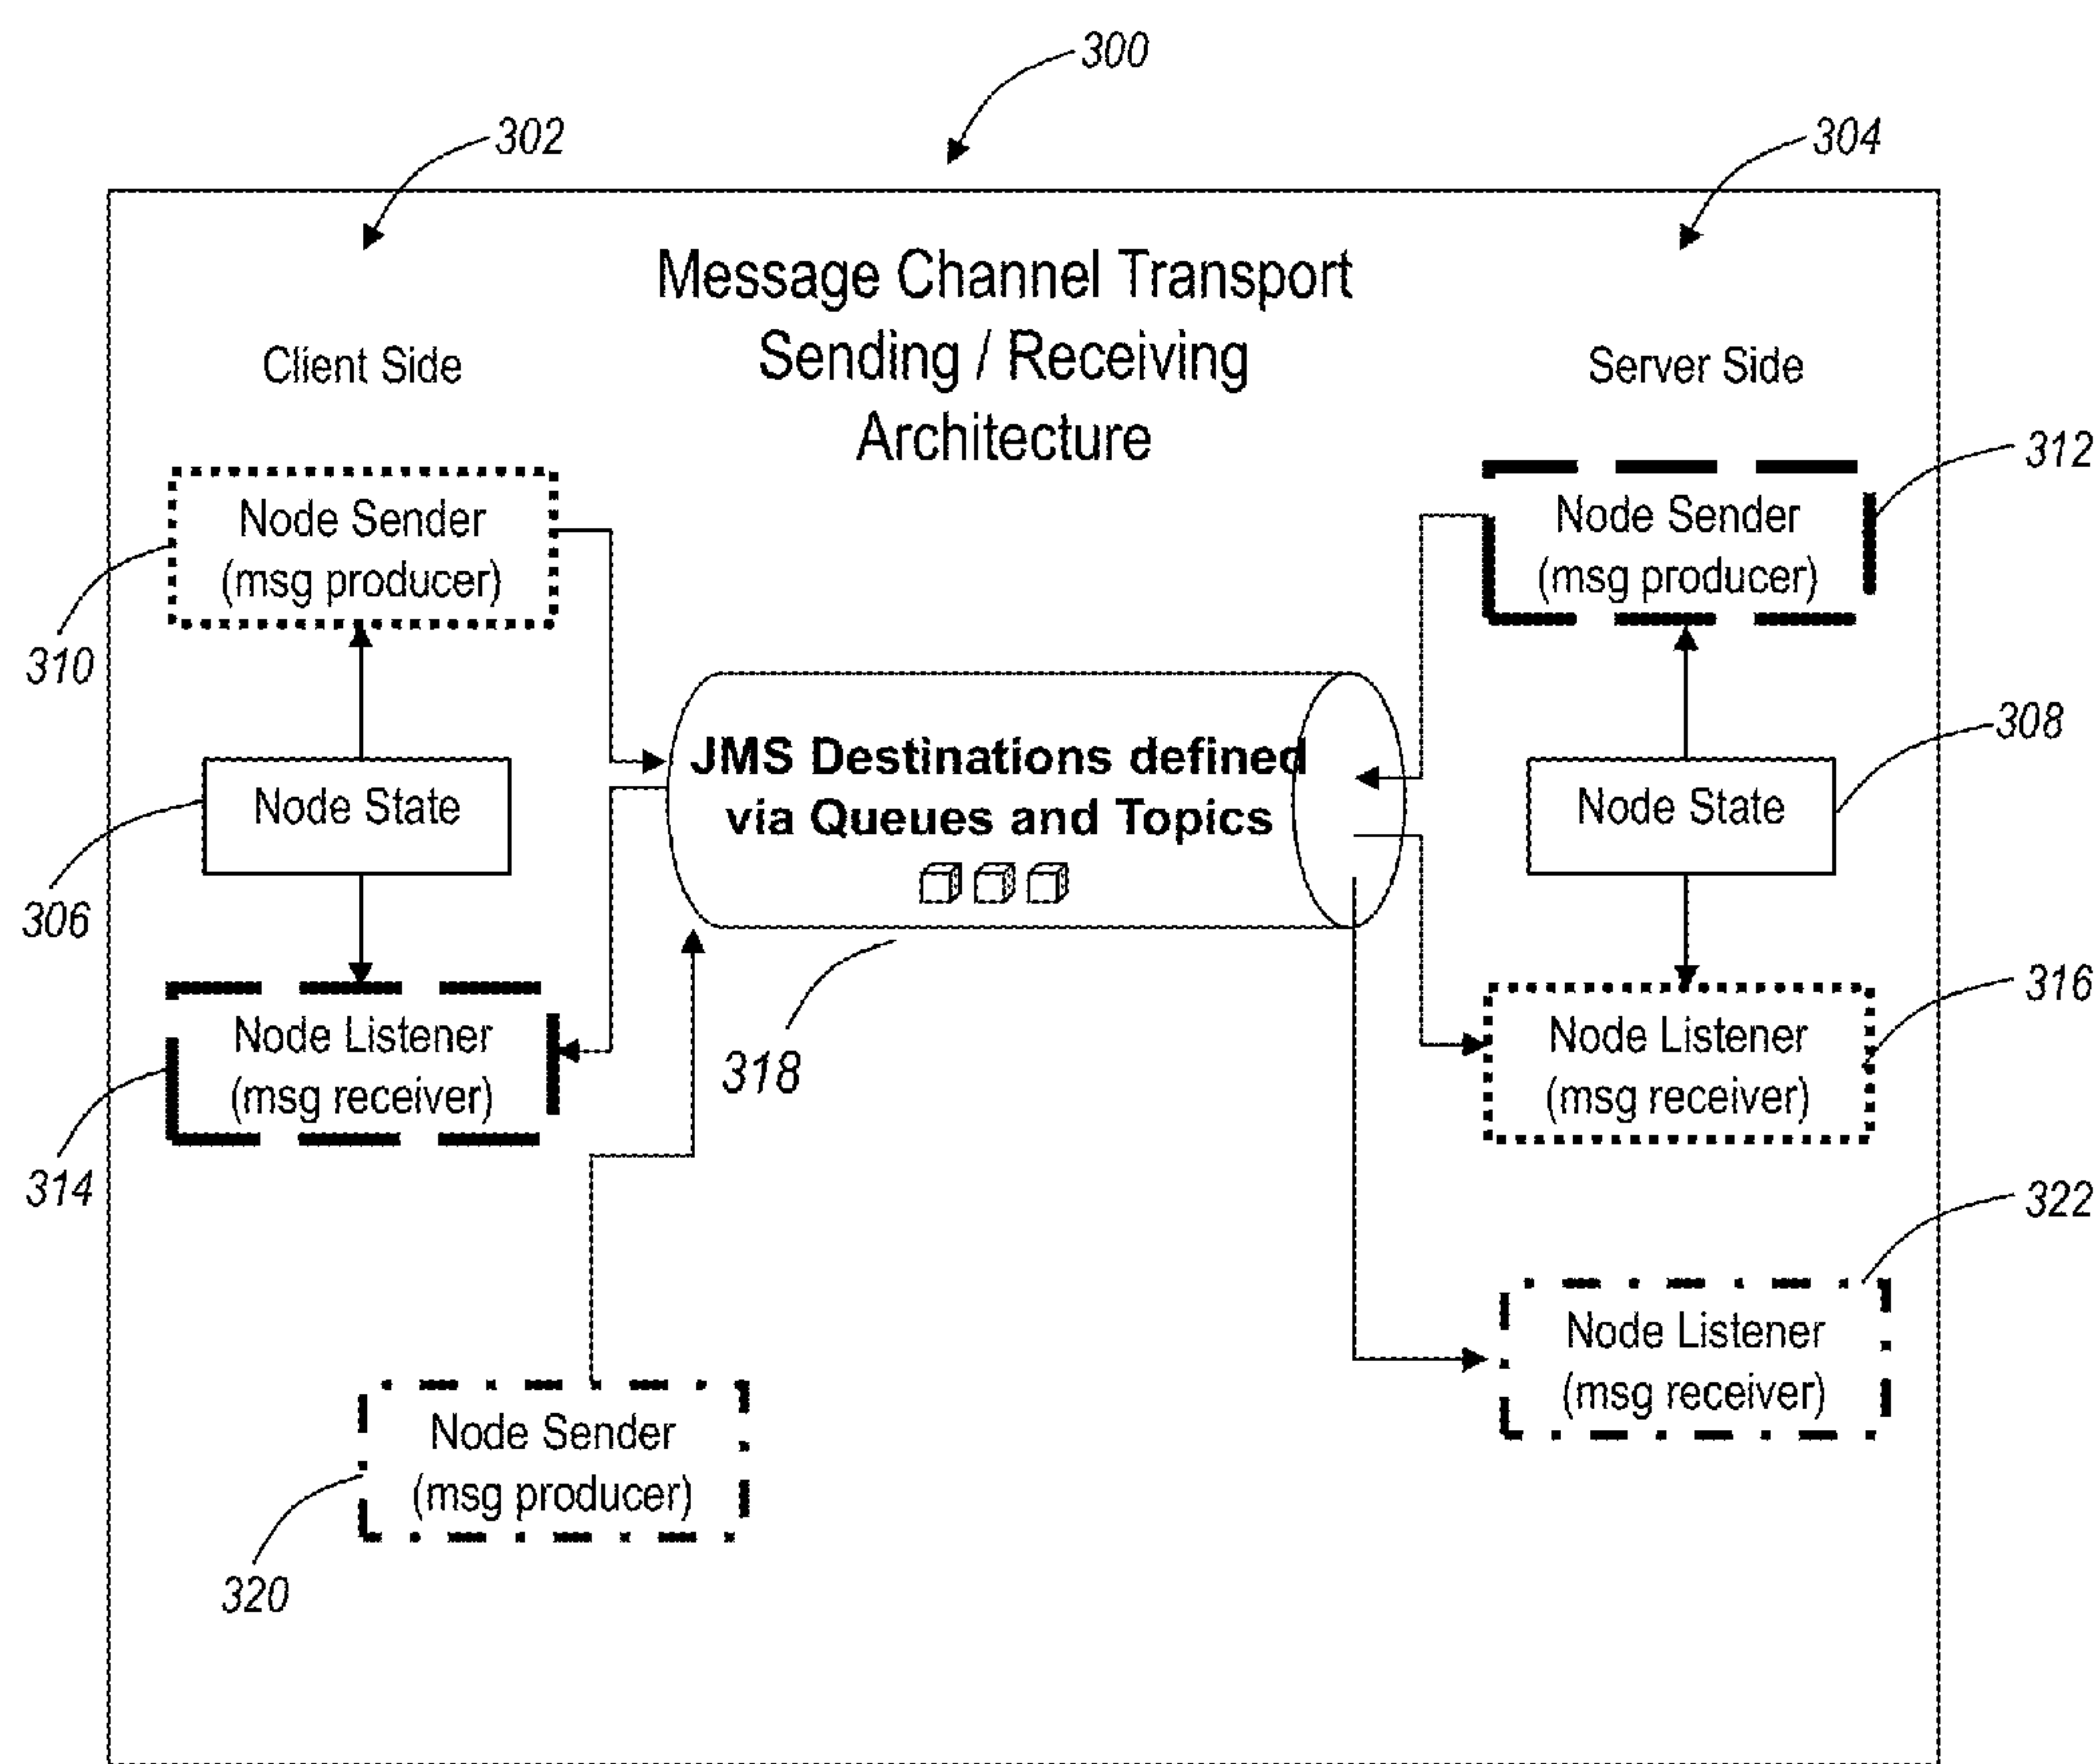 300
302
304
Message Channel Transport
Sending / Receiving
Architecture
Client Side
Server Side
Node Sender
(msg producer)
310
Node Sender
(msg producer)
312
Node State
306
JMS Destinations defined
via Queues and Topics
318
Node State
308
Node Listener
(msg receiver)
314
Node Listener
(msg receiver)
316
322
Node Listener
(msg receiver)
Node Sender
(msg producer)
320